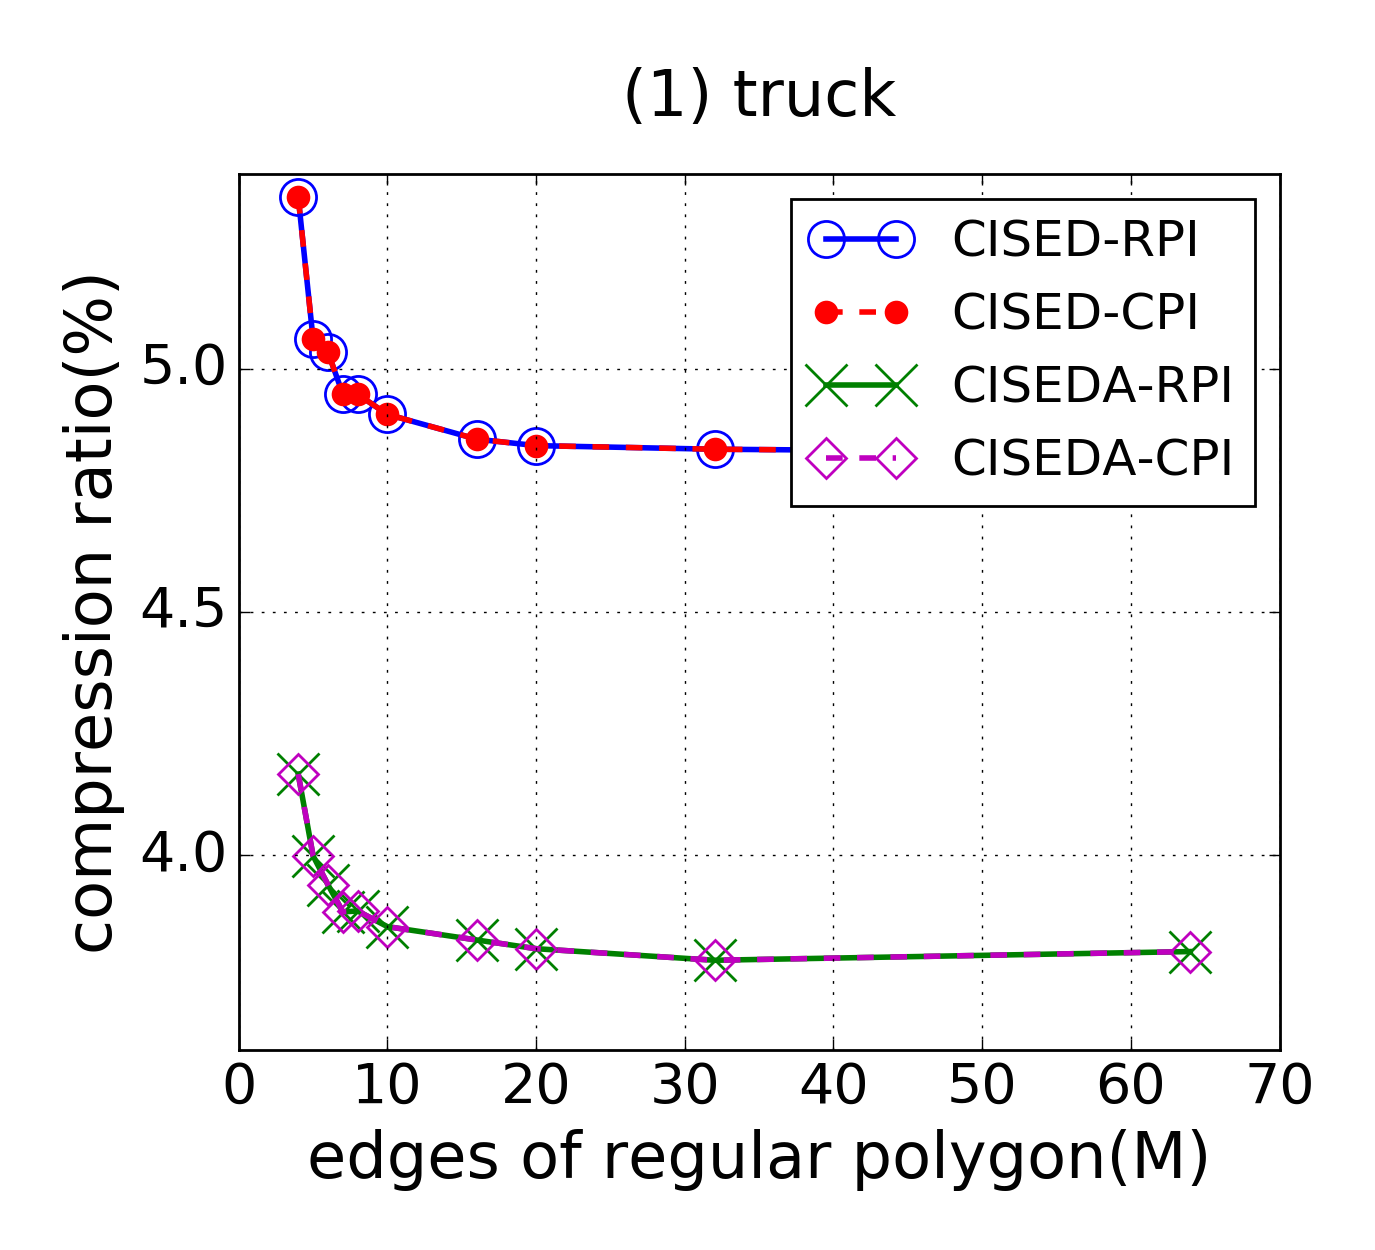 (1) truck
compression ratio(%)
5.0
4.5
4.0
CISED-RPI
CISED-CPI
CISEDA-RPI
CISEDA-CPI
0 10 20 30 40 50 60 70
edges of regular polygon(M)